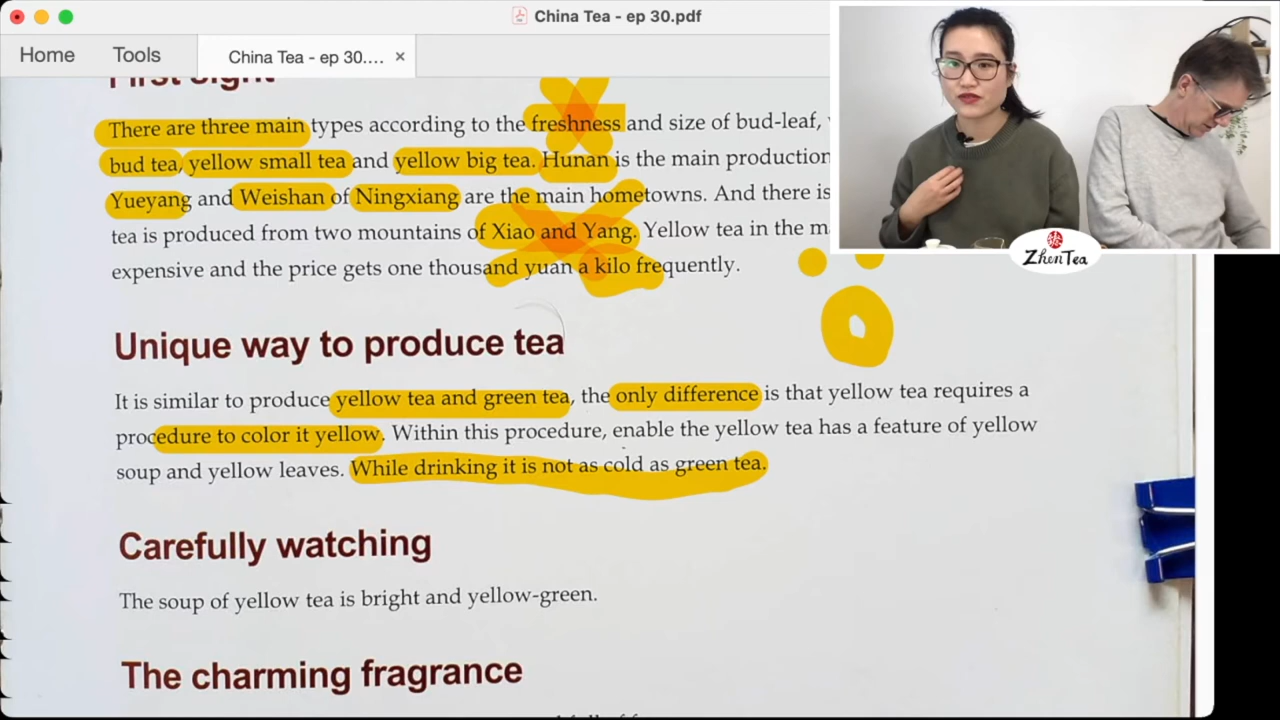 China Tea - ep 30.pdf
Home
Tools
China Tea - ep 30.... ×
First sight
There are three main types according to the freshness and size of bud-leaf,
bud tea, yellow small tea and yellow big tea. Hunan is the main production
Yueyang and Weishan of Ningxiang are the main hometowns. And there is
tea is produced from two mountains of Xiao and Yang. Yellow tea in the m
expensive and the price gets one thousand yuan a kilo frequently.
Unique way to produce tea
It is similar to produce yellow tea and green tea, the only difference is that yellow tea requires a
procedure to color it yellow. Within this procedure, enable the yellow tea has a feature of yellow
soup and yellow leaves. While drinking it is not as cold as green tea.
Carefully watching
The soup of yellow tea is bright and yellow-green.
The charming fragrance
ZhenTea